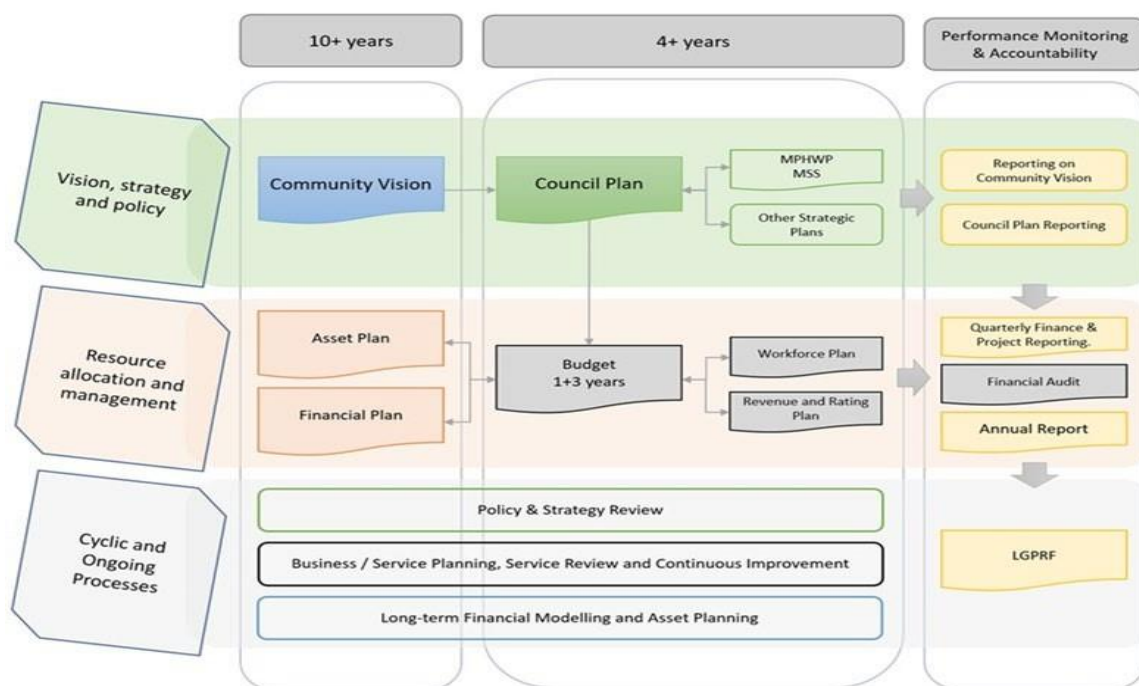 10+ years
4+ years
Performance Monitoring
& Accountability
Vision, strategy
and policy
Community Vision
Council Plan
MPHWP
MSS
Other Strategic
Plans
Reporting on
Community Vision
Council Plan Reporting
Resource
allocation and
management
Asset Plan
Financial Plan
Budget
1+3 years
Workforce Plan
Revenue and Rating
Plan
Quarterly Finance &
Project Reporting.
Financial Audit
Annual Report
Cyclic and
Ongoing
Processes
Policy & Strategy Review
Business / Service Planning, Service Review and Continuous Improvement
Long-term Financial Modelling and Asset Planning
LGPRF